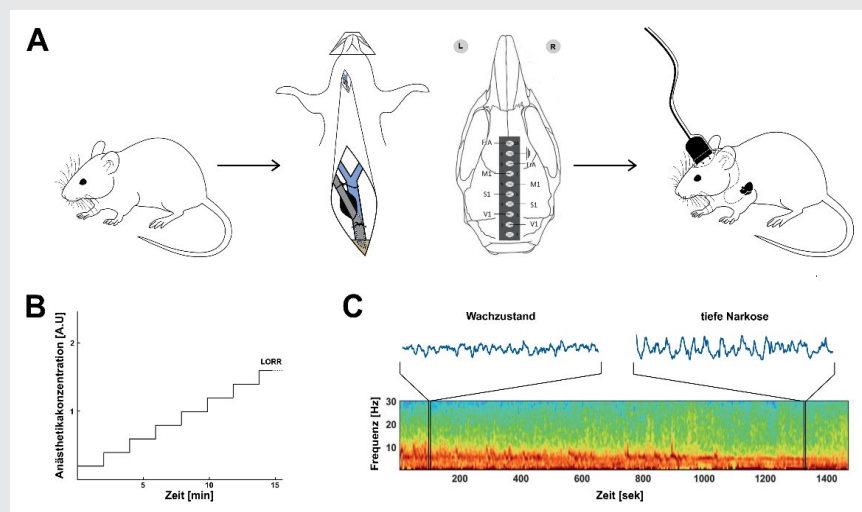 A
L
R
FrA
FrA
M1
M1
S1
S1
V1
V1
B
Anästhetikakonzentration [A.U]
2
1
LORR
5
10
15
Zeit [min]
C
Wachzustand
tiefe Narkose
Frequenz [Hz]
30
20
10
200
400
600
800
1000
1200
1400
Zeit [sek]